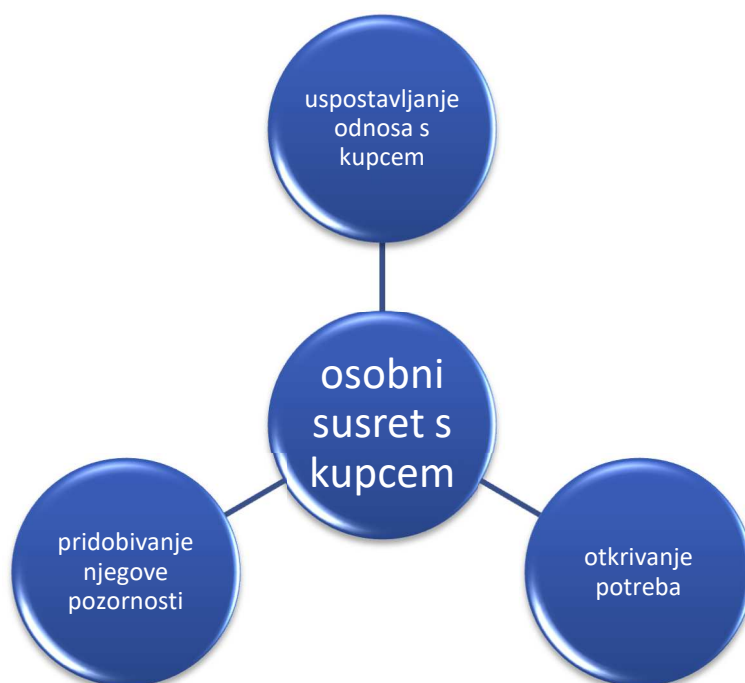 uspostavljanje
odnosa s
kupcem
osobni
susret s
kupcem
pridobivanje
njegove
pozornosti
otkrivanje
potreba